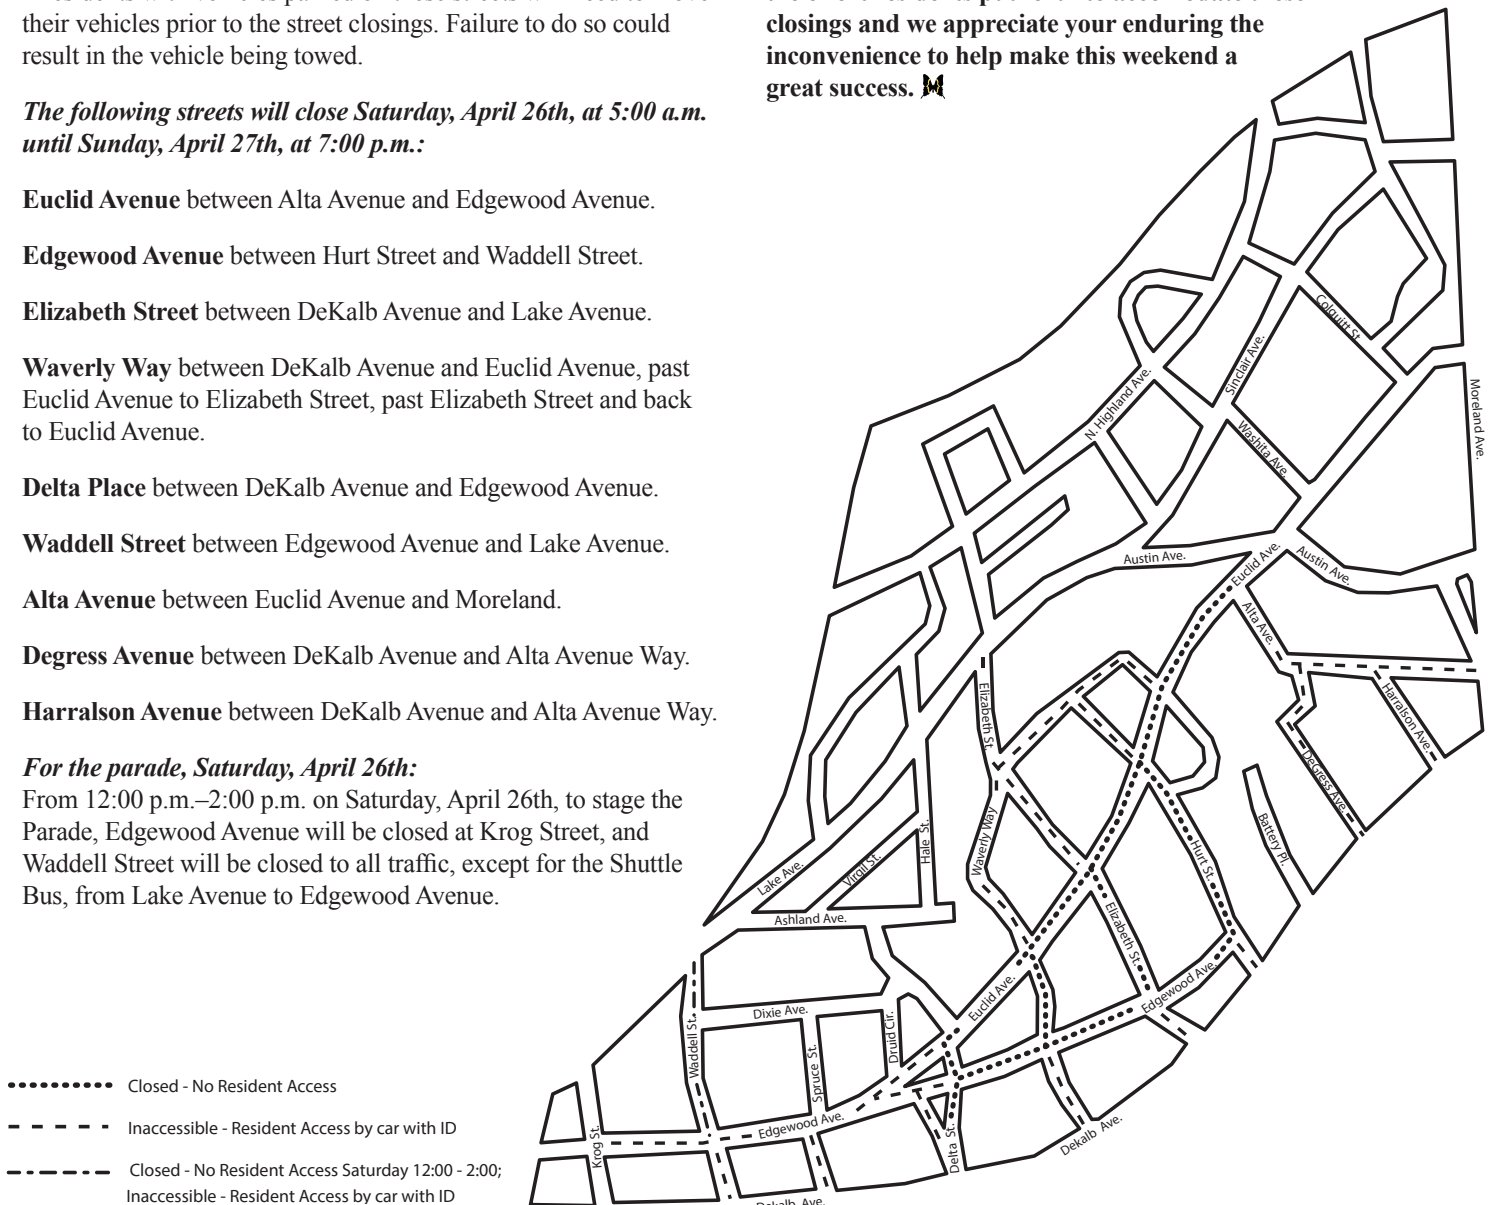 their vehicles prior to the street closings. Failure to do so could
result in the vehicle being towed.
The following streets will close Saturday, April 26th, at 5:00 a.m.
until Sunday, April 27th, at 7:00 p.m.:
Euclid Avenue between Alta Avenue and Edgewood Avenue.
Edgewood Avenue between Hurt Street and Waddell Street.
Elizabeth Street between DeKalb Avenue and Lake Avenue.
Waverly Way between DeKalb Avenue and Euclid Avenue, past
Euclid Avenue to Elizabeth Street, past Elizabeth Street and back
to Euclid Avenue.
Delta Place between DeKalb Avenue and Edgewood Avenue.
Waddell Street between Edgewood Avenue and Lake Avenue.
Alta Avenue between Euclid Avenue and Moreland.
Degress Avenue between DeKalb Avenue and Alta Avenue Way.
Harralson Avenue between DeKalb Avenue and Alta Avenue Way.
For the parade, Saturday, April 26th:
From 12:00 p.m.–2:00 p.m. on Saturday, April 26th, to stage the
Parade, Edgewood Avenue will be closed at Krog Street, and
Waddell Street will be closed to all traffic, except for the Shuttle
Bus, from Lake Avenue to Edgewood Avenue.
closings and we appreciate your enduring the
inconvenience to help make this weekend a
great success.
Colquitt St.
Sinclair Ave.
Moreland Ave.
N. Highland Ave.
Washita Ave.
Austin Ave.
Euclid Ave.
Austin Ave.
Alta Ave.
Elizabeth St.
Harralson Ave.
DeGress Ave.
Battery Pl.
Waverly Way
Hale St.
Hurt St.
Lake Ave.
Virgil St.
Ashland Ave.
Elizabeth St.
Euclid Ave.
Edgewood Ave.
Dixie Ave.
Waddell St.
Spruce St.
Druid Cir.
Edgewood Ave.
Krog St.
Delta St.
Dekalb Ave.
Dekalb Ave.
Closed - No Resident Access
Inaccessible - Resident Access by car with ID
Closed - No Resident Access Saturday 12:00 - 2:00;
Inaccessible - Resident Access by car with ID